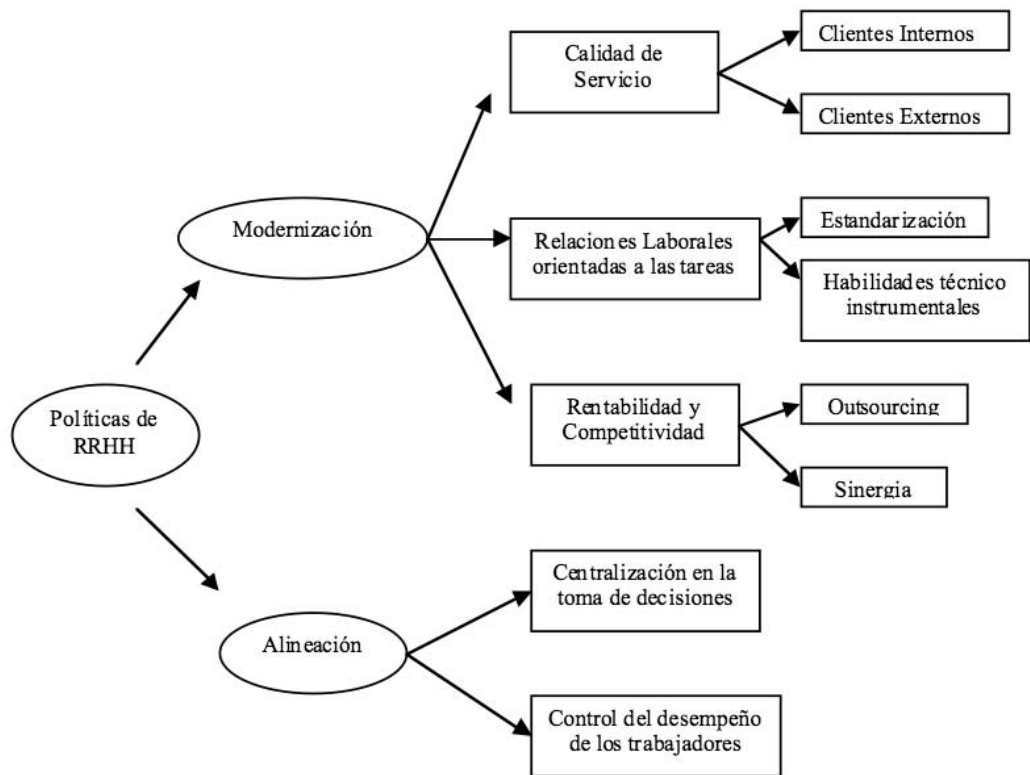 Calidad de
Servicio
Clientes Internos
Clientes Externos
Modernización
Relaciones Laborales
orientadas a las tareas
Estandarización
Habilidades técnico
instrumentales
Políticas de
RRHH
Rentabilidad y
Competitividad
Outsourcing
Sinergia
Centralización en la
toma de decisiones
Alineación
Control del desempeño
de los trabajadores